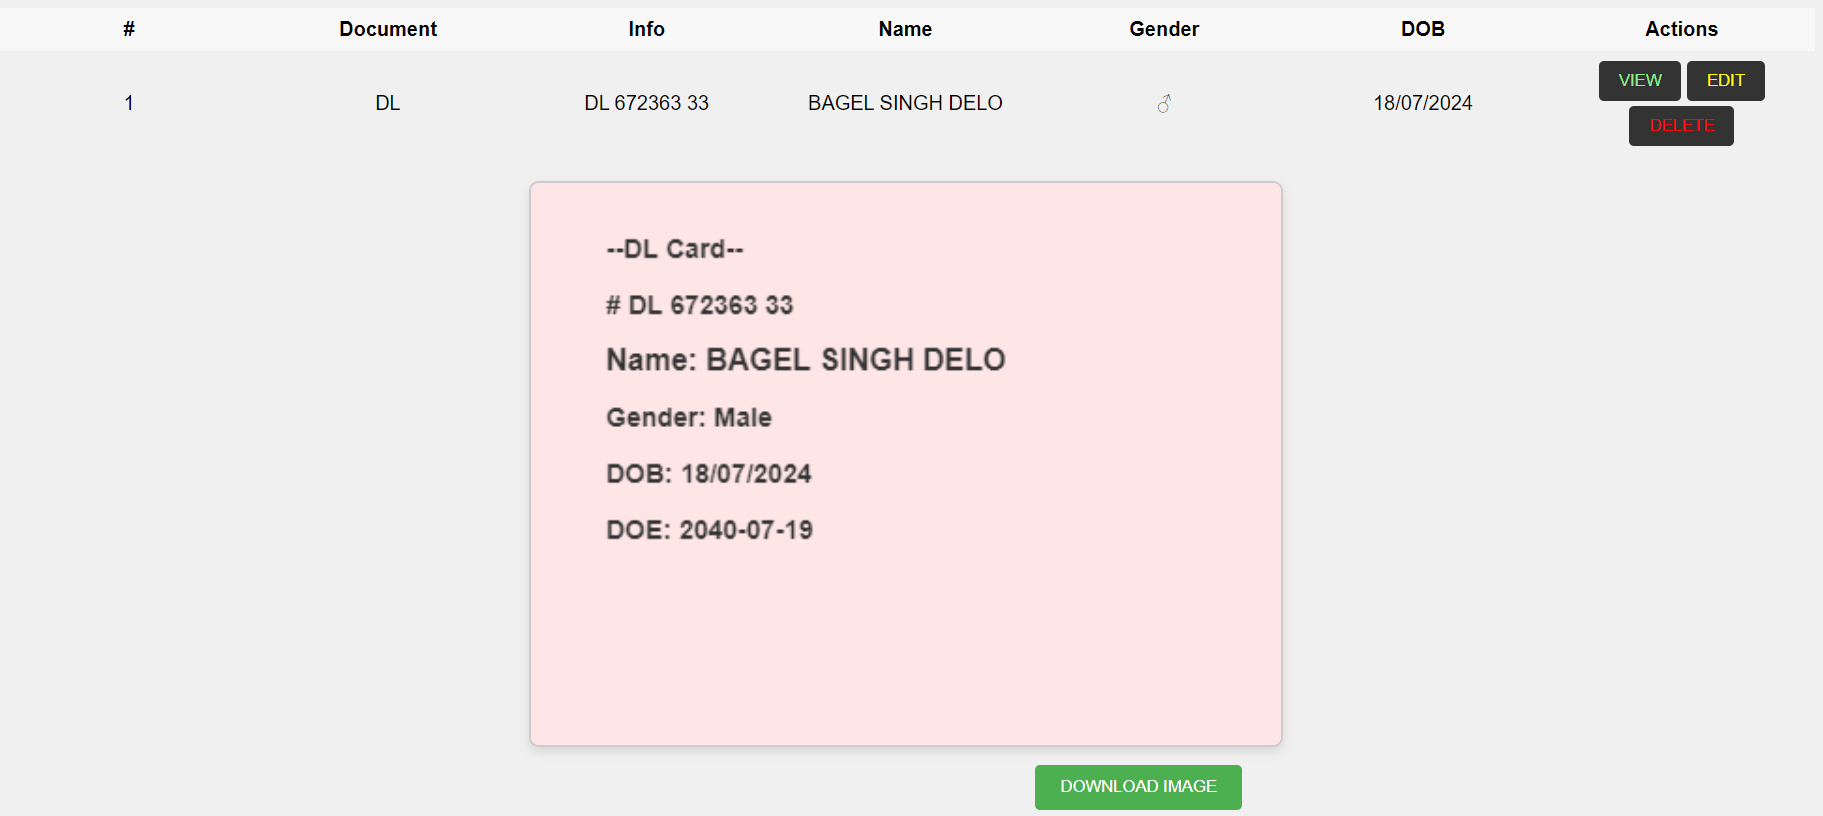 # Document Info Name Gender DOB Actions
1 DL DL 672363 33 BAGEL SINGH DELO ♂ 18/07/2024 VIEW EDIT
DELETE
--DL Card--
# DL 672363 33
Name: BAGEL SINGH DELO
Gender: Male
DOB: 18/07/2024
DOE: 2040-07-19
DOWNLOAD IMAGE